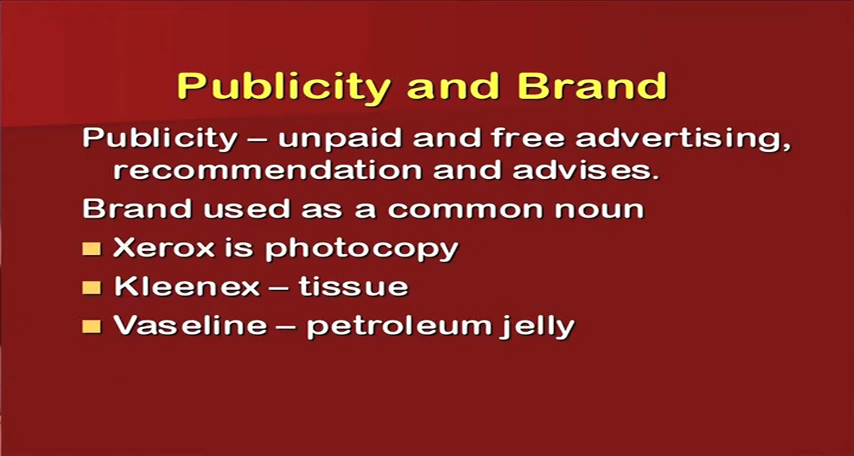 Publicity and Brand
Publicity – unpaid and free advertising,
recommendation and advises.
Brand used as a common noun
Xerox is photocopy
Kleenex – tissue
Vaseline – petroleum jelly